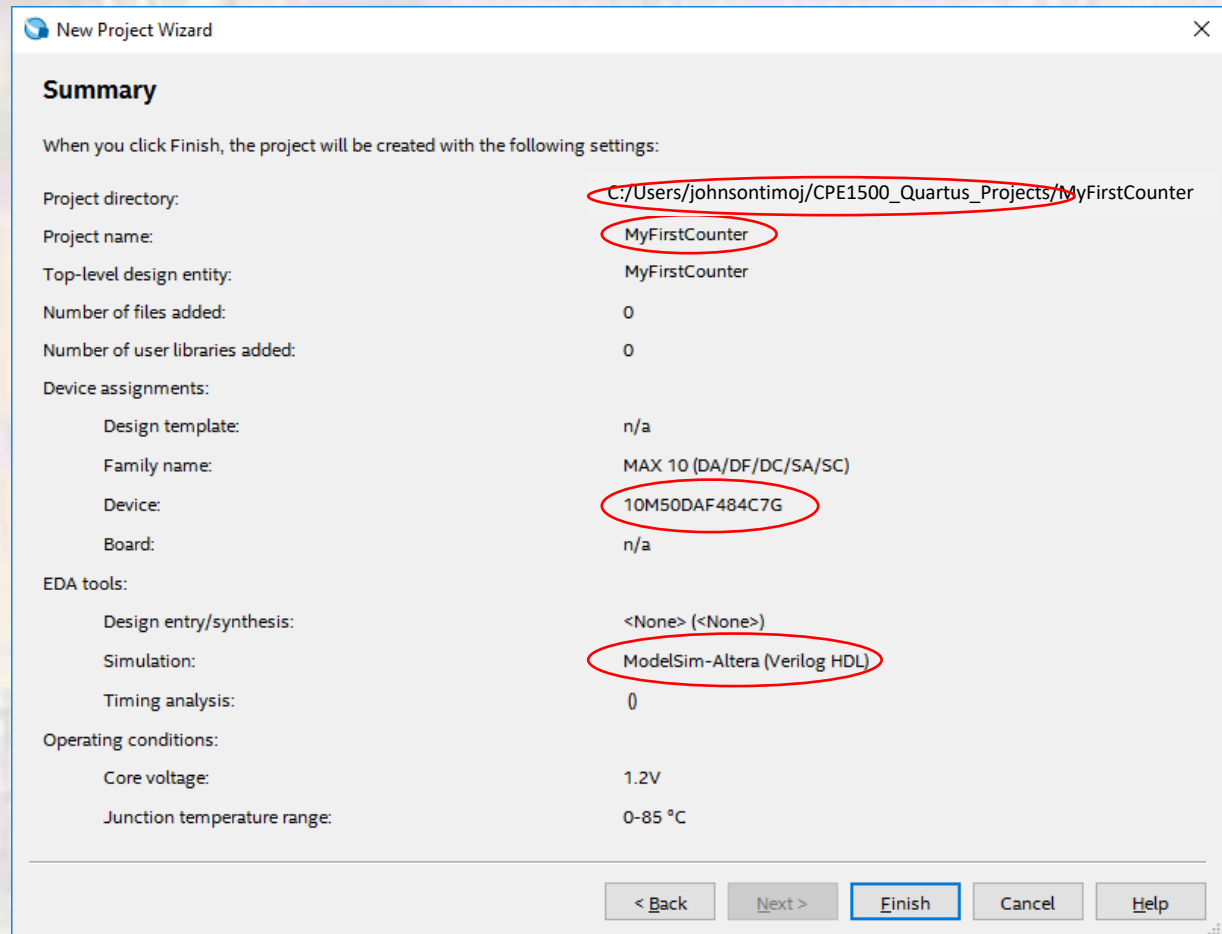 New Project Wizard
Summary
When you click Finish, the project will be created with the following settings:
Project directory: C:/Users/johnsontimoj/CPE1500_Quartus_Projects/MyFirstCounter
Project name: MyFirstCounter
Top-level design entity: MyFirstCounter
Number of files added: 0
Number of user libraries added: 0
Device assignments:
Design template: n/a
Family name: MAX 10 (DA/DF/DC/SA/SC)
Device: 10M50DAF484C7G
Board: n/a
EDA tools:
Design entry/synthesis: <None> (<None>)
Simulation: ModelSim-Altera (Verilog HDL)
Timing analysis: ()
Operating conditions:
Core voltage: 1.2V
Junction temperature range: 0-85 °C
< Back Next > Finish Cancel Help